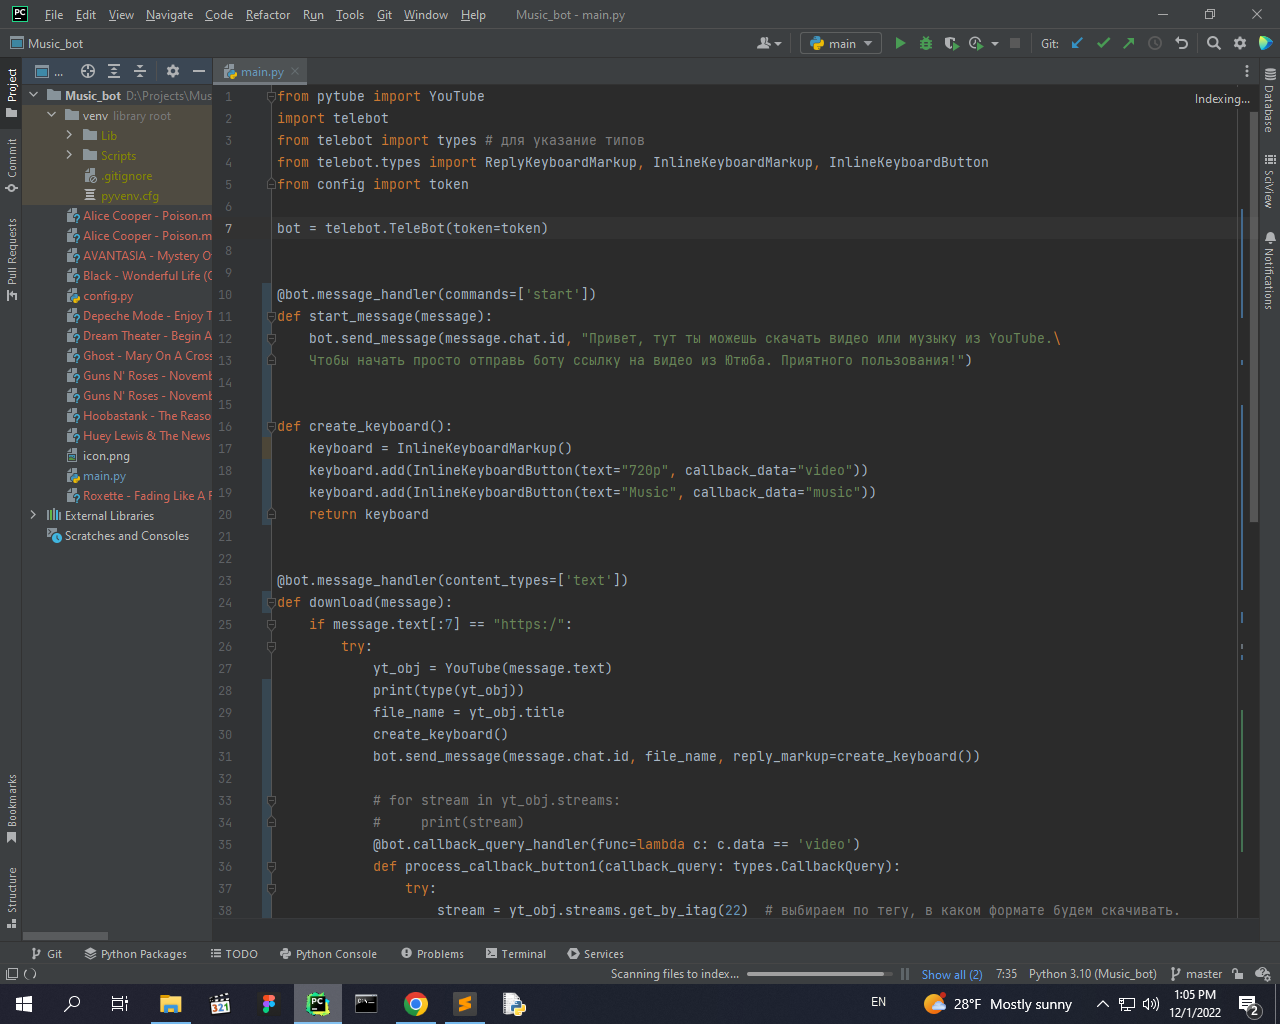 File Edit View Navigate Code Refactor Run Tools Git Window Help Music_bot - main.py
Music_bot
main
Git:
Project
...
main.py
Music_bot D:\Projects\Mus
venv library root
Lib
Scripts
.gitignore
pyvenv.cfg
Alice Cooper - Poison.m
Alice Cooper - Poison.m
AVANTASIA - Mystery O
Black - Wonderful Life (
config.py
Depeche Mode - Enjoy T
Dream Theater - Begin A
Ghost - Mary On A Cross
Guns N' Roses - Novemb
Guns N' Roses - Novemb
Hoobastank - The Reaso
Huey Lewis & The News
icon.png
main.py
Roxette - Fading Like A
External Libraries
Scratches and Consoles
Commit
Pull Requests
Bookmarks
Structure
Indexing...
1 from pytube import YouTube
2 import telebot
3 from telebot import types # для указание типов
4 from telebot.types import ReplyKeyboardMarkup, InlineKeyboardMarkup, InlineKeyboardButton
5 from config import token
6
7 bot = telebot.TeleBot(token=token)
8
9
10 @bot.message_handler(commands=['start'])
11 def start_message(message):
12 bot.send_message(message.chat.id, "Привет, тут ты можешь скачать видео или музыку из YouTube.\
13 Чтобы начать просто отправь боту ссылку на видео из Ютюба. Приятного пользования!")
14
15
16 def create_keyboard():
17 keyboard = InlineKeyboardMarkup()
18 keyboard.add(InlineKeyboardButton(text="720p", callback_data="video"))
19 keyboard.add(InlineKeyboardButton(text="Music", callback_data="music"))
20 return keyboard
21
22
23 @bot.message_handler(content_types=['text'])
24 def download(message):
25 if message.text[:7] == "https:/":
26 try:
27 yt_obj = YouTube(message.text)
28 print(type(yt_obj))
29 file_name = yt_obj.title
30 create_keyboard()
31 bot.send_message(message.chat.id, file_name, reply_markup=create_keyboard())
32
33 # for stream in yt_obj.streams:
34 #     print(stream)
35 @bot.callback_query_handler(func=lambda c: c.data == 'video')
36 def process_callback_button1(callback_query: types.CallbackQuery):
37 try:
38 stream = yt_obj.streams.get_by_itag(22)  # выбираем по тегу, в каком формате будем скачивать.
Database
SciView
Notifications
Git Python Packages TODO Python Console Problems Terminal Services
Scanning files to index... Show all (2) 7:35 Python 3.10 (Music_bot) master
321
PC
EN
28°F Mostly sunny
1:05 PM
12/1/2022
2